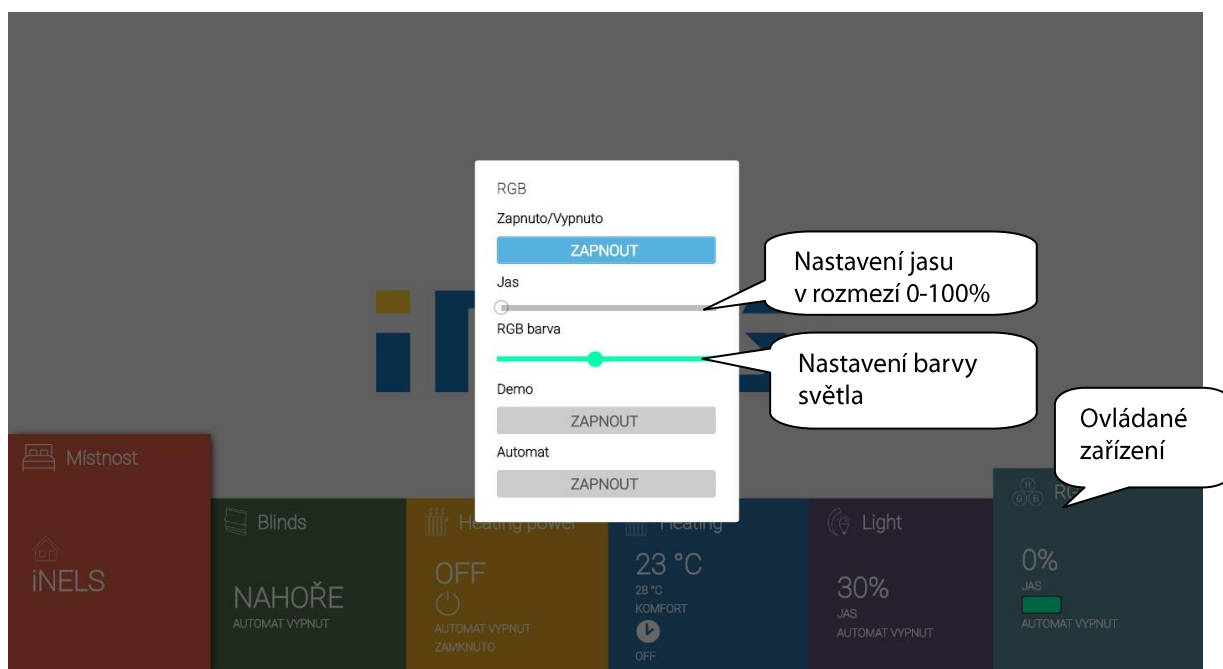 RGB
Zapnuto/Vypnuto
ZAPNOUT
Jas
RGB barva
Demo
ZAPNOUT
Automat
ZAPNOUT
Nastavení jasu
v rozmezí 0-100%
Nastavení barvy
světla
Ovládané
zařízení
Místnost
iNELS
Blinds
NAHOŘE
AUTOMAT VYPNUT
Heating power
OFF
AUTOMAT VYPNUT
ZAMKNUTO
Heating
23 °C
28 °C
KOMFORT
OFF
Light
30%
JAS
AUTOMAT VYPNUT
R G B
0%
JAS
AUTOMAT VYPNUT